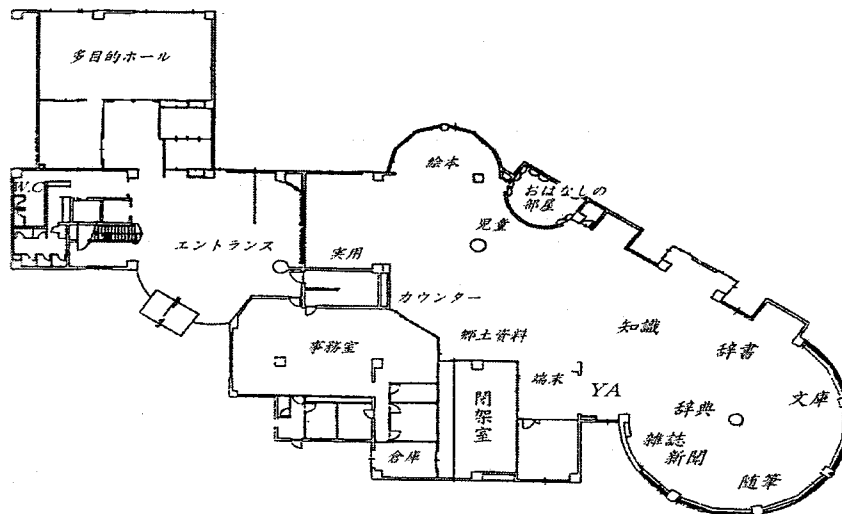 多目的ホール
絵本
W.C
おはなしの
部屋
児童
エントランス
実用
カウンター
知識
郷土資料
事務室
辞書
端末
YA
文庫
閉架室
辞典
雑誌
新聞
倉庫
随筆